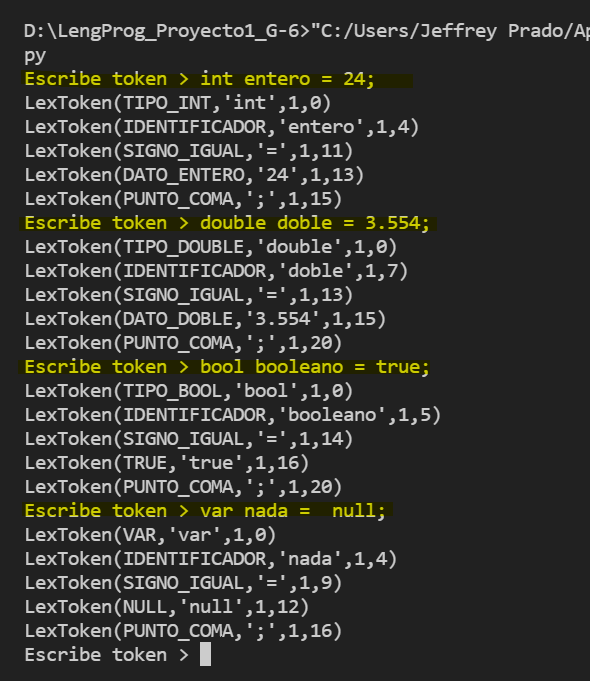 D:\LengProg_Proyecto1_G-6>"C:/Users/Jeffrey Prado/Ap
py
Escribe token > int entero = 24;
LexToken(TIPO_INT,'int',1,0)
LexToken(IDENTIFICADOR,'entero',1,4)
LexToken(SIGNO_IGUAL,'=',1,11)
LexToken(DATO_ENTERO,'24',1,13)
LexToken(PUNTO_COMA,';',1,15)
Escribe token > double doble = 3.554;
LexToken(TIPO_DOUBLE,'double',1,0)
LexToken(IDENTIFICADOR,'doble',1,7)
LexToken(SIGNO_IGUAL,'=',1,13)
LexToken(DATO_DOBLE,'3.554',1,15)
LexToken(PUNTO_COMA,';',1,20)
Escribe token > bool booleano = true;
LexToken(TIPO_BOOL,'bool',1,0)
LexToken(IDENTIFICADOR,'booleano',1,5)
LexToken(SIGNO_IGUAL,'=',1,14)
LexToken(TRUE,'true',1,16)
LexToken(PUNTO_COMA,';',1,20)
Escribe token > var nada =  null;
LexToken(VAR,'var',1,0)
LexToken(IDENTIFICADOR,'nada',1,4)
LexToken(SIGNO_IGUAL,'=',1,9)
LexToken(NULL,'null',1,12)
LexToken(PUNTO_COMA,';',1,16)
Escribe token >